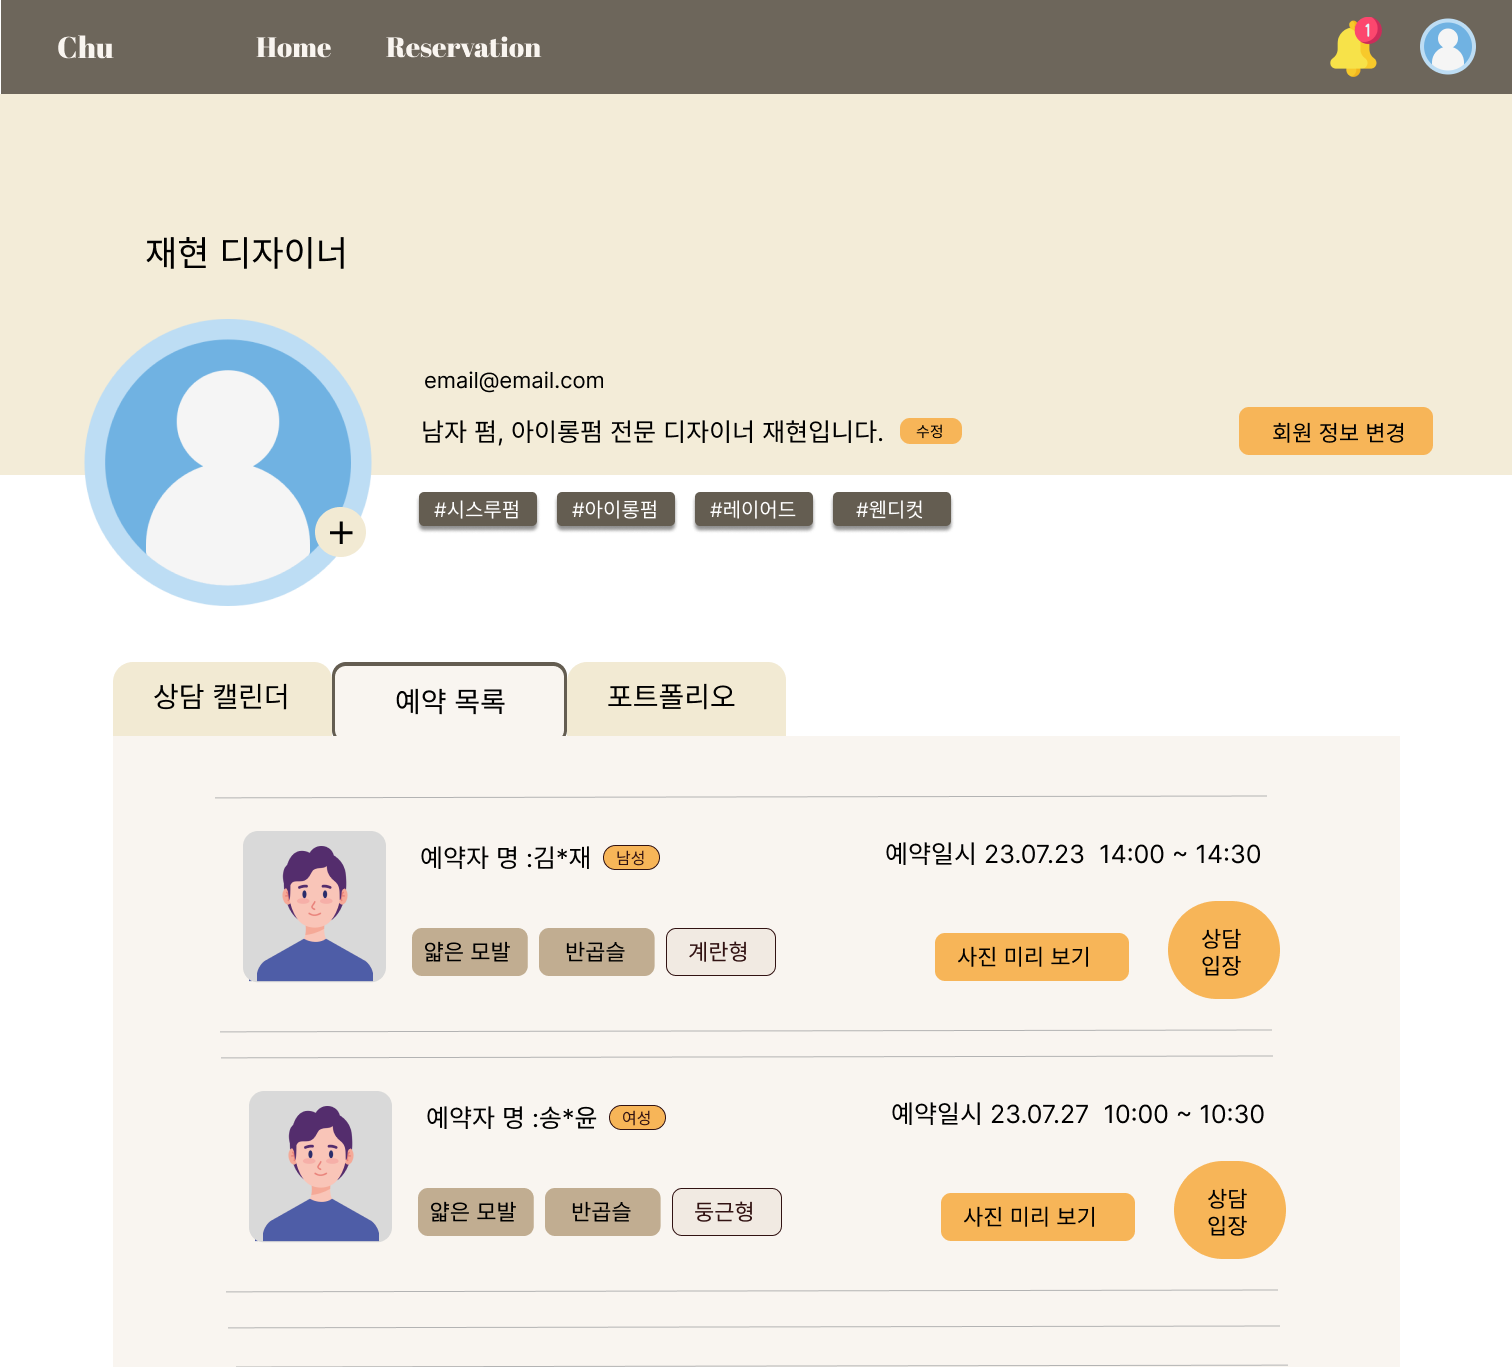 Chu Home Reservation 1
재현 디자이너
email@email.com
남자 펌, 아이롱펌 전문 디자이너 재현입니다. 수정
회원 정보 변경
#시스루펌 #아이롱펌 #레이어드 #웬디컷
상담 캘린더 예약 목록 포트폴리오
예약자 명 :김*재 남성 예약일시 23.07.23 14:00 ~ 14:30
얇은 모발 반곱슬 계란형 사진 미리 보기 상담
입장
예약자 명 :송*윤 여성 예약일시 23.07.27 10:00 ~ 10:30
얇은 모발 반곱슬 둥근형 사진 미리 보기 상담
입장